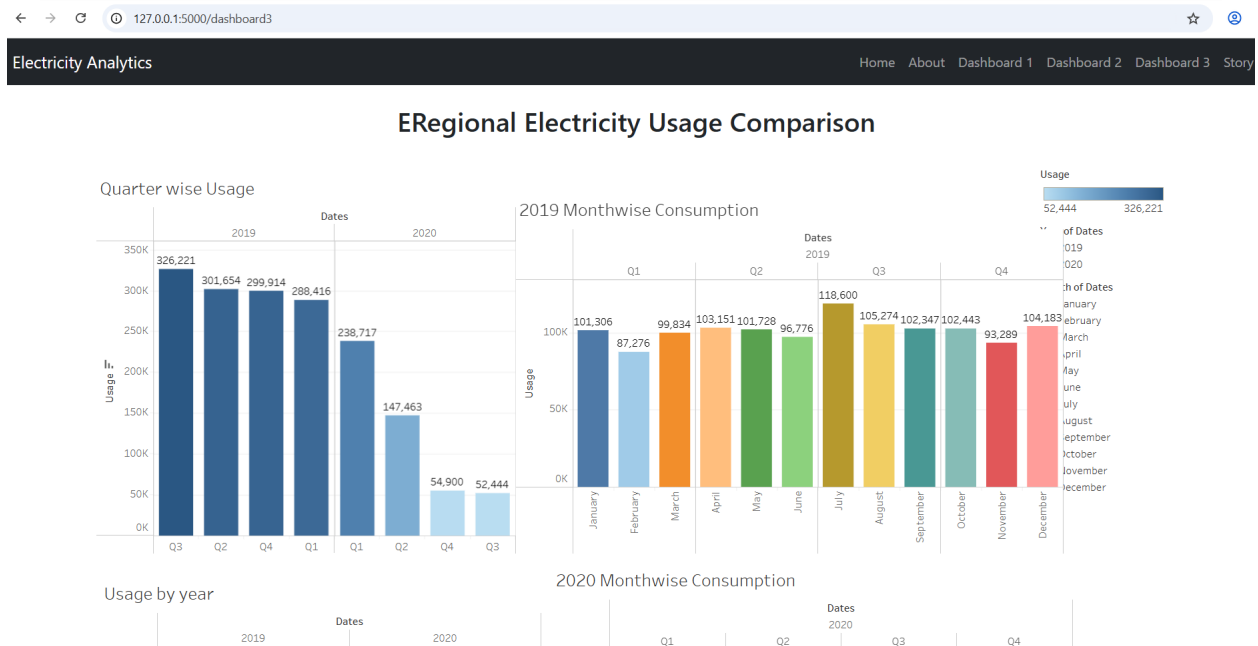 127.0.0.1:5000/dashboard3
Electricity Analytics
Home About Dashboard 1 Dashboard 2 Dashboard 3 Story
ERegional Electricity Usage Comparison
Quarter wise Usage
Dates
2019 2020
Usage
350K
300K
250K
200K
150K
100K
50K
0K
326,221 301,654 299,914 288,416 238,717 147,463 54,900 52,444
Q3 Q2 Q4 Q1 Q1 Q2 Q4 Q3
2019 Monthwise Consumption
Dates
2019
Q1 Q2 Q3 Q4
Usage
100K
50K
0K
101,306 87,276 99,834 103,151 101,728 96,776 118,600 105,274 102,347 102,443 93,289 104,183
January February March April May June July August September October November December
Usage
52,444 326,221
of Dates
2019
2020
of Dates
anuary
ebruary
March
April
May
une
uly
ugust
eptember
October
November
December
Usage by year
Dates
2019 2020
2020 Monthwise Consumption
Dates
2020
Q1 Q2 Q3 Q4